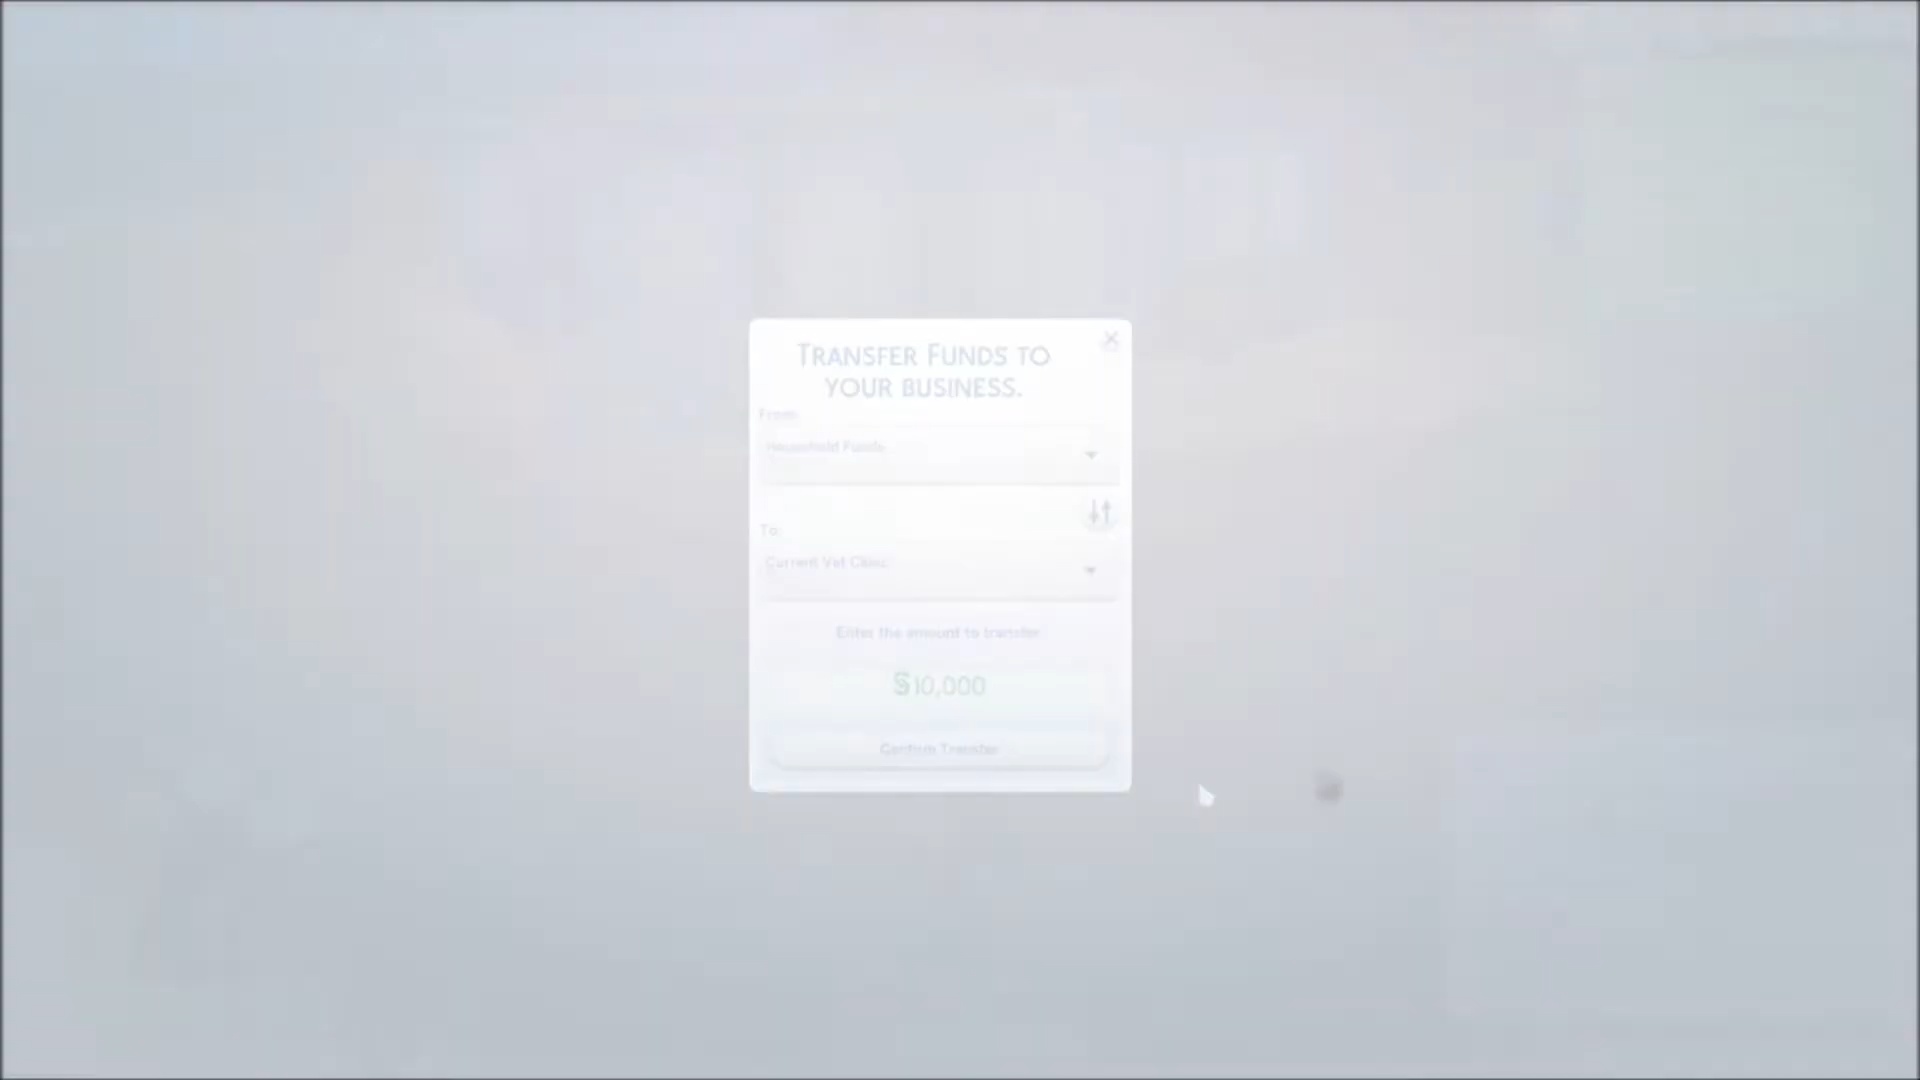 TRANSFER FUNDS TO
YOUR BUSINESS.
From:
Household Funds
To:
Current Vet Clinic
Enter the amount to transfer
§10,000
Confirm Transfer